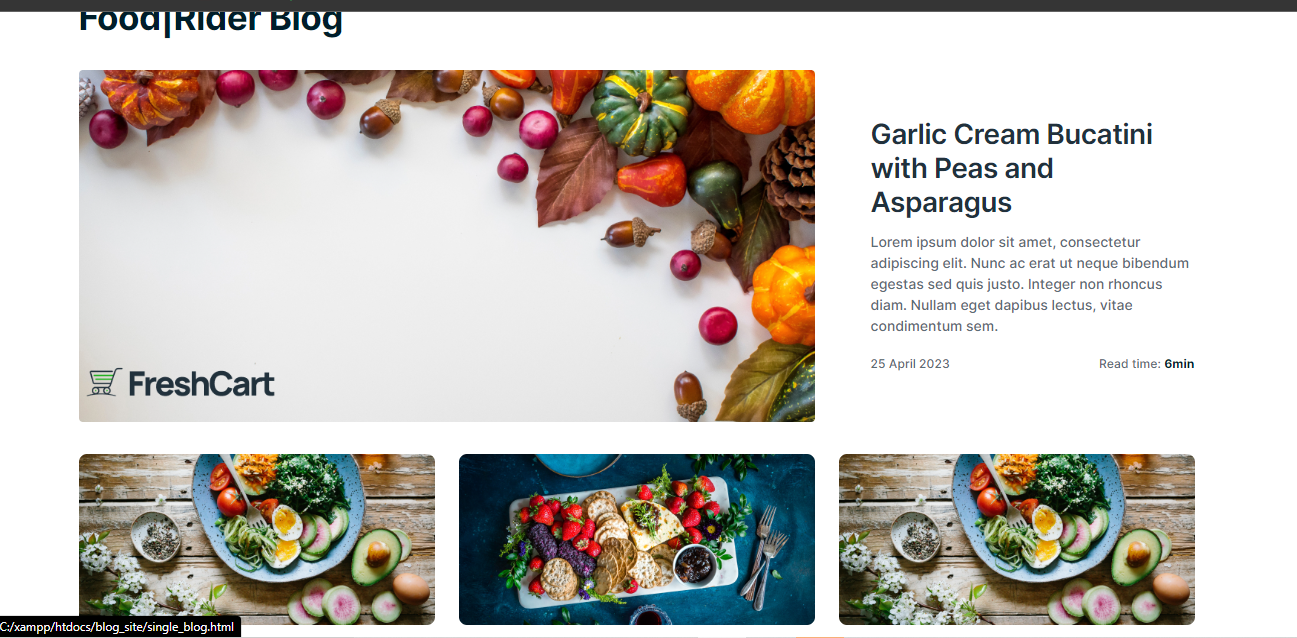 Food|Rider Blog
Garlic Cream Bucatini
with Peas and
Asparagus
Lorem ipsum dolor sit amet, consectetur
adipiscing elit. Nunc ac erat ut neque bibendum
egestas sed quis justo. Integer non rhoncus
diam. Nullam eget dapibus lectus, vitae
condimentum sem.
25 April 2023 Read time: 6min
FreshCart
C:/xampp/htdocs/blog_site/single_blog.html